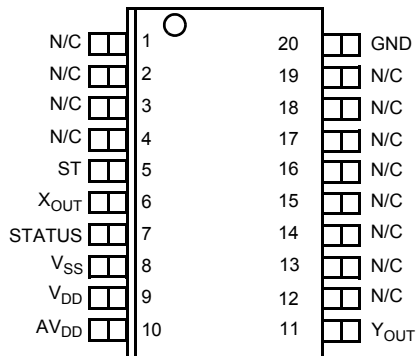 N/C 1 20 GND
N/C 2 19 N/C
N/C 3 18 N/C
N/C 4 17 N/C
ST 5 16 N/C
XOUT 6 15 N/C
STATUS 7 14 N/C
VSS 8 13 N/C
VDD 9 12 N/C
AVDD 10 11 YOUT